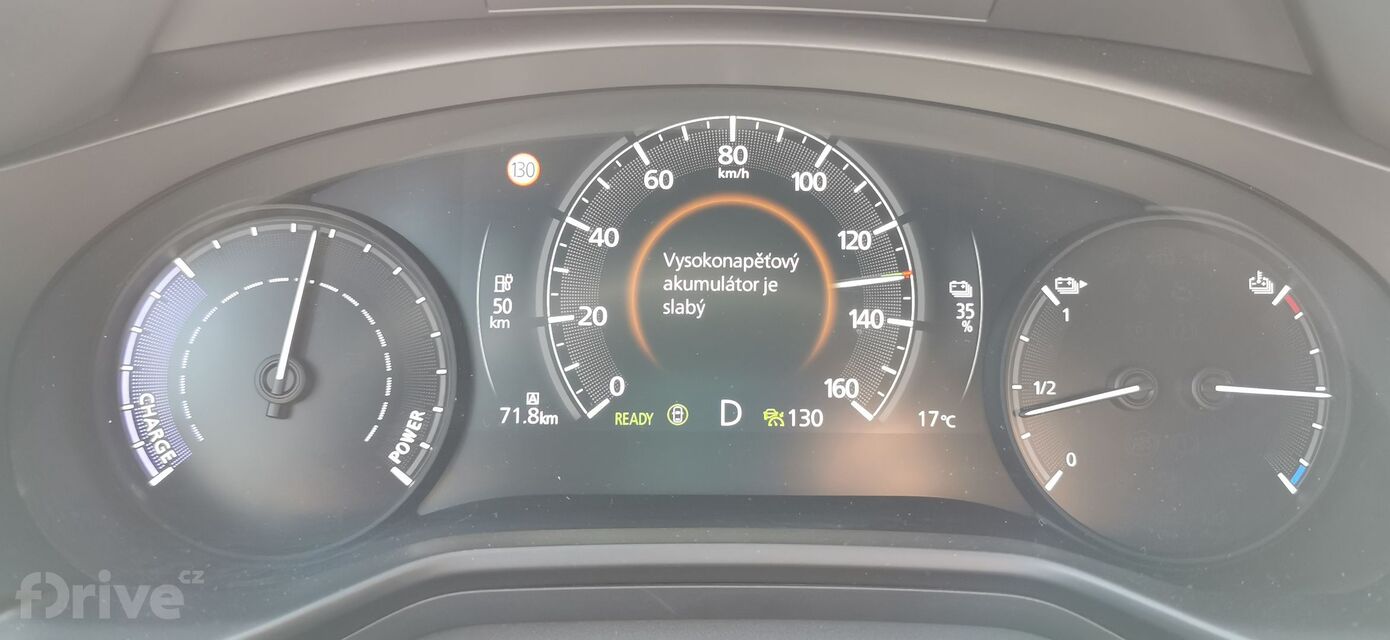 130
80
km/h
60
100
40
120
Vysokonapěťový
akumulátor je
slabý
50
km
35
%
20
140
1
1/2
0
0
160
CHARGE
POWER
A
71.8km
READY
D
130
17°C
fDrive CZ